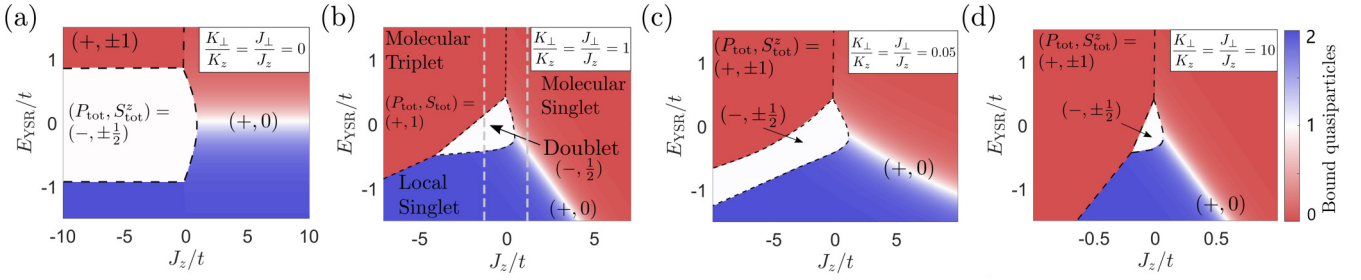 (a)
(+, ±1)
K⊥/Kz = J⊥/Jz = 0
(Ptot, Sᶻtot) =
(−, ±1/2)
(+, 0)
EYSR/t
1
0
-1
-10
0
10
Jz/t
(b)
Molecular
Triplet
K⊥/Kz = J⊥/Jz = 1
Molecular
Singlet
(Ptot, Stot) =
(+, 1)
Doublet
(−, 1/2)
Local
Singlet
(+, 0)
EYSR/t
1
0
-1
-5
0
5
Jz/t
(c)
(Ptot, Sᶻtot) =
(+, ±1)
K⊥/Kz = J⊥/Jz = 0.05
(−, ±1/2)
(+, 0)
EYSR/t
1
0
-1
-5
0
5
Jz/t
(d)
(Ptot, Sᶻtot) =
(+, ±1)
K⊥/Kz = J⊥/Jz = 10
(−, ±1/2)
(+, 0)
EYSR/t
1
0
-1
-0.5
0
0.5
Jz/t
2
1
0
Bound quasiparticles